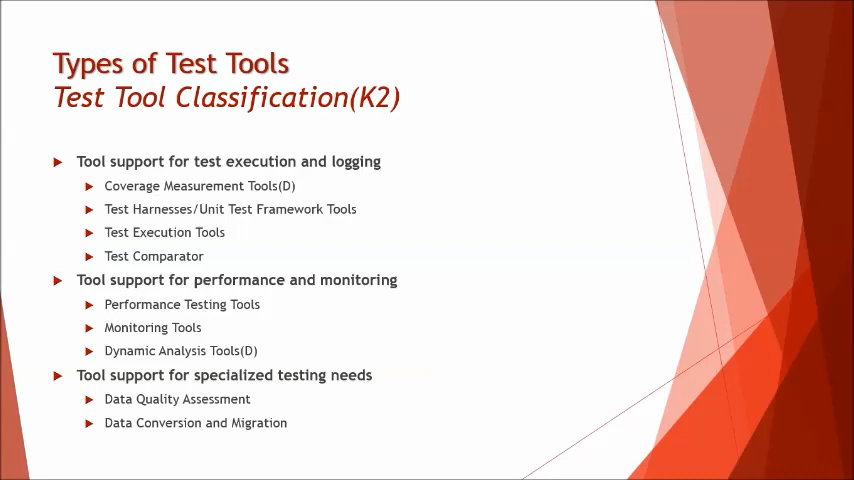 Types of Test Tools
Test Tool Classification(K2)
Tool support for test execution and logging
Coverage Measurement Tools(D)
Test Harnesses/Unit Test Framework Tools
Test Execution Tools
Test Comparator
Tool support for performance and monitoring
Performance Testing Tools
Monitoring Tools
Dynamic Analysis Tools(D)
Tool support for specialized testing needs
Data Quality Assessment
Data Conversion and Migration